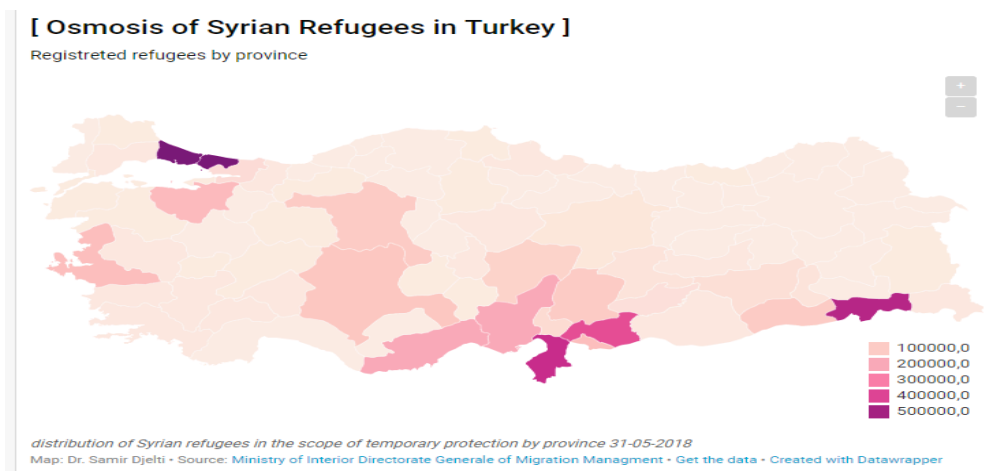 [ Osmosis of Syrian Refugees in Turkey ]
Registreted refugees by province
+
−
100000,0
200000,0
300000,0
400000,0
500000,0
distribution of Syrian refugees in the scope of temporary protection by province 31-05-2018
Map: Dr. Samir Djelti • Source: Ministry of Interior Directorate Generale of Migration Managment • Get the data • Created with Datawrapper